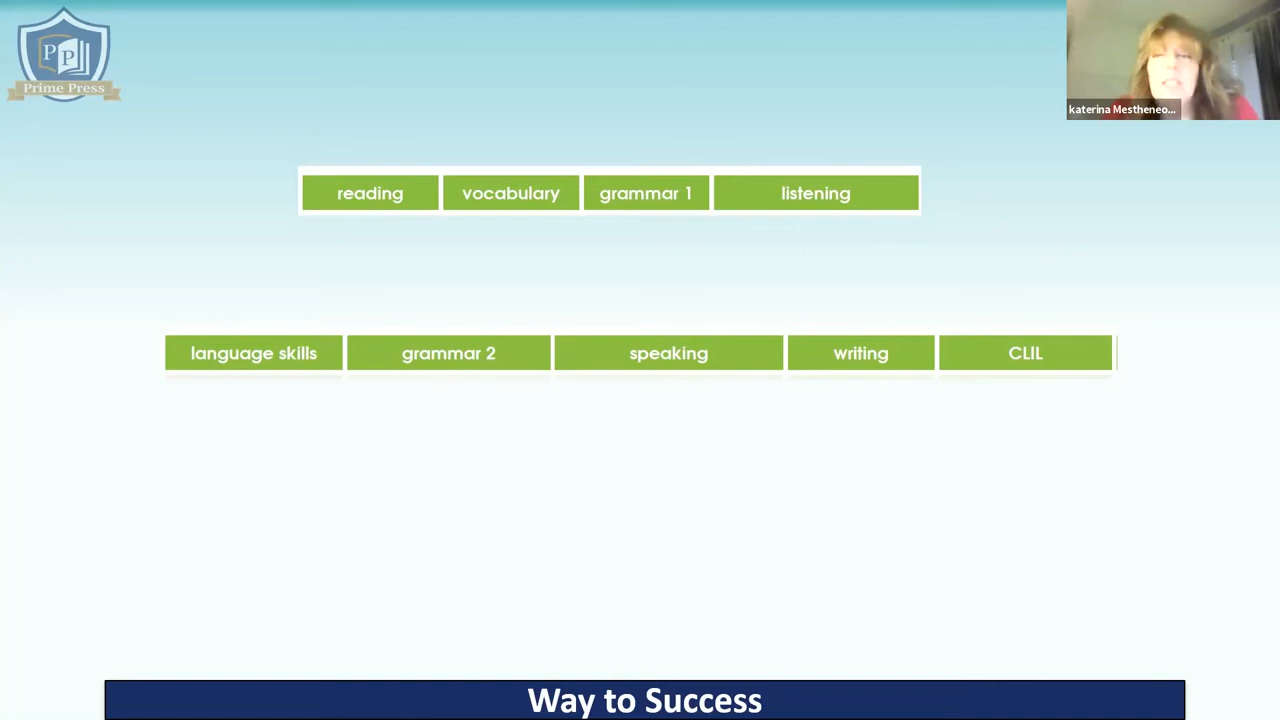 PP
Prime Press
katerina Mestheneo...
reading vocabulary grammar 1 listening
language skills grammar 2 speaking writing CLIL
Way to Success